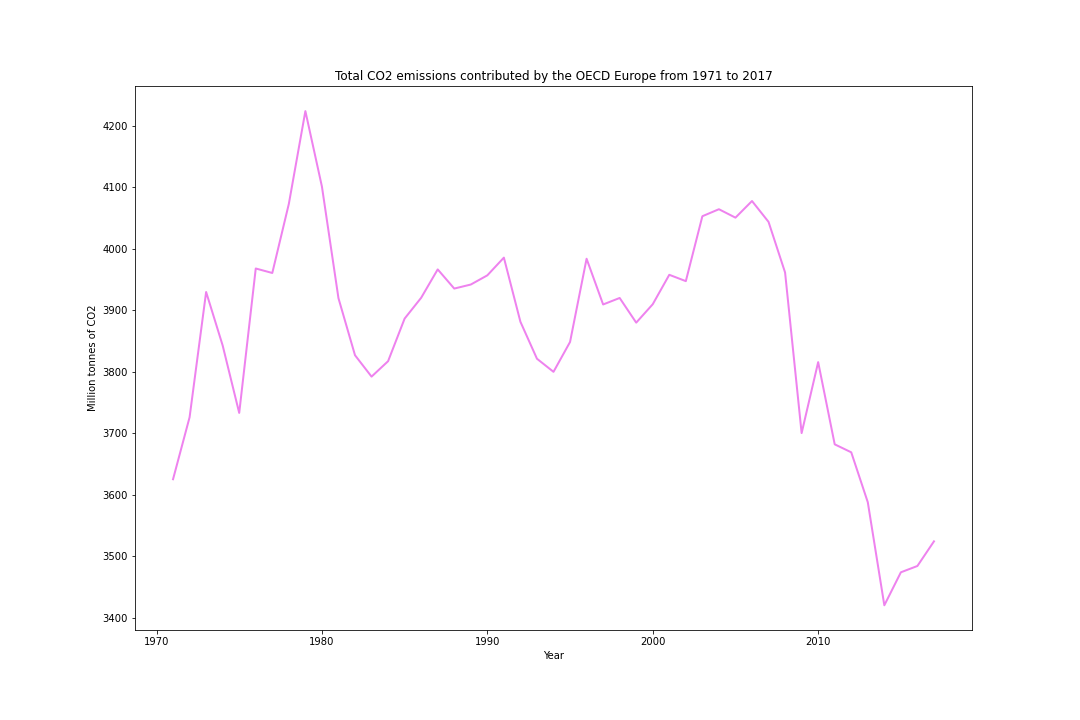 Total CO2 emissions contributed by the OECD Europe from 1971 to 2017
Million tonnes of CO2
4200
4100
4000
3900
3800
3700
3600
3500
3400
1970 1980 1990 2000 2010
Year